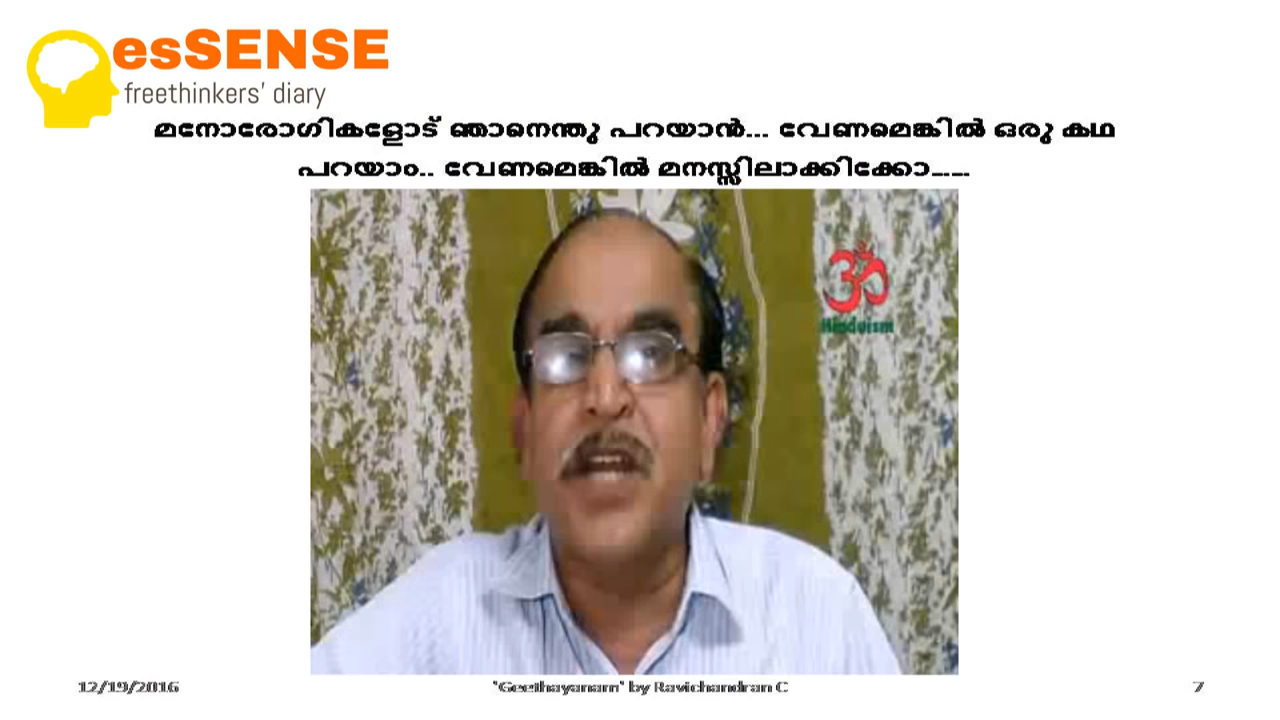 esSENSE
freethinkers' diary
മനോരോഗികളോട് ഞാനെന്തു പറയാൻ... വേണമെങ്കിൽ ഒരു കഥ
പറയാം.. വേണമെങ്കിൽ മനസ്സിലാക്കിക്കോ.....
ॐ
Hinduism
12/19/2016
'Geethayanam' by Ravichandran C
7